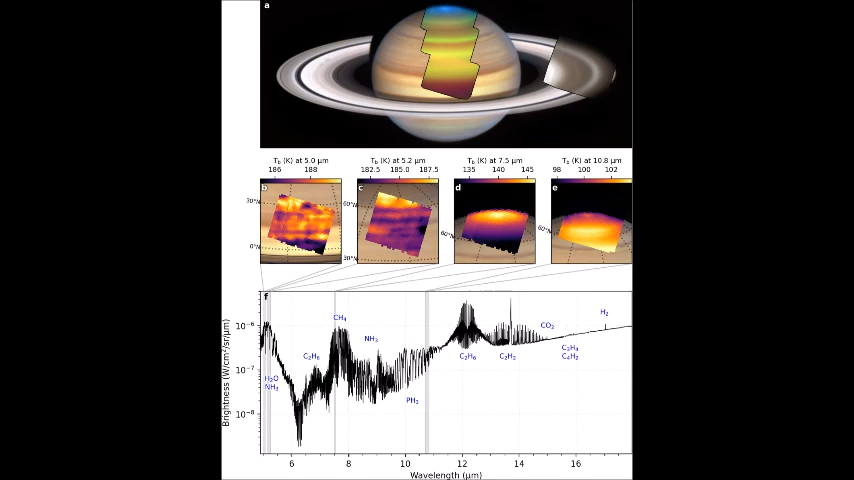 a
T_b (K) at 5.0 μm
T_b (K) at 5.2 μm
T_b (K) at 7.5 μm
T_b (K) at 10.8 μm
186 188
182.5 185.0 187.5
135 140 145
98 100 102
b
c
d
e
30°N
0°N
60°N
30°N
60°N
60°N
f
10⁻⁶
10⁻⁷
10⁻⁸
Brightness (W/cm²/sr/μm)
H₂O
NH₃
C₂H₆
CH₄
NH₃
PH₃
C₂H₆
C₂H₂
CO₂
C₃H₄
C₄H₂
H₂
6 8 10 12 14 16
Wavelength (μm)